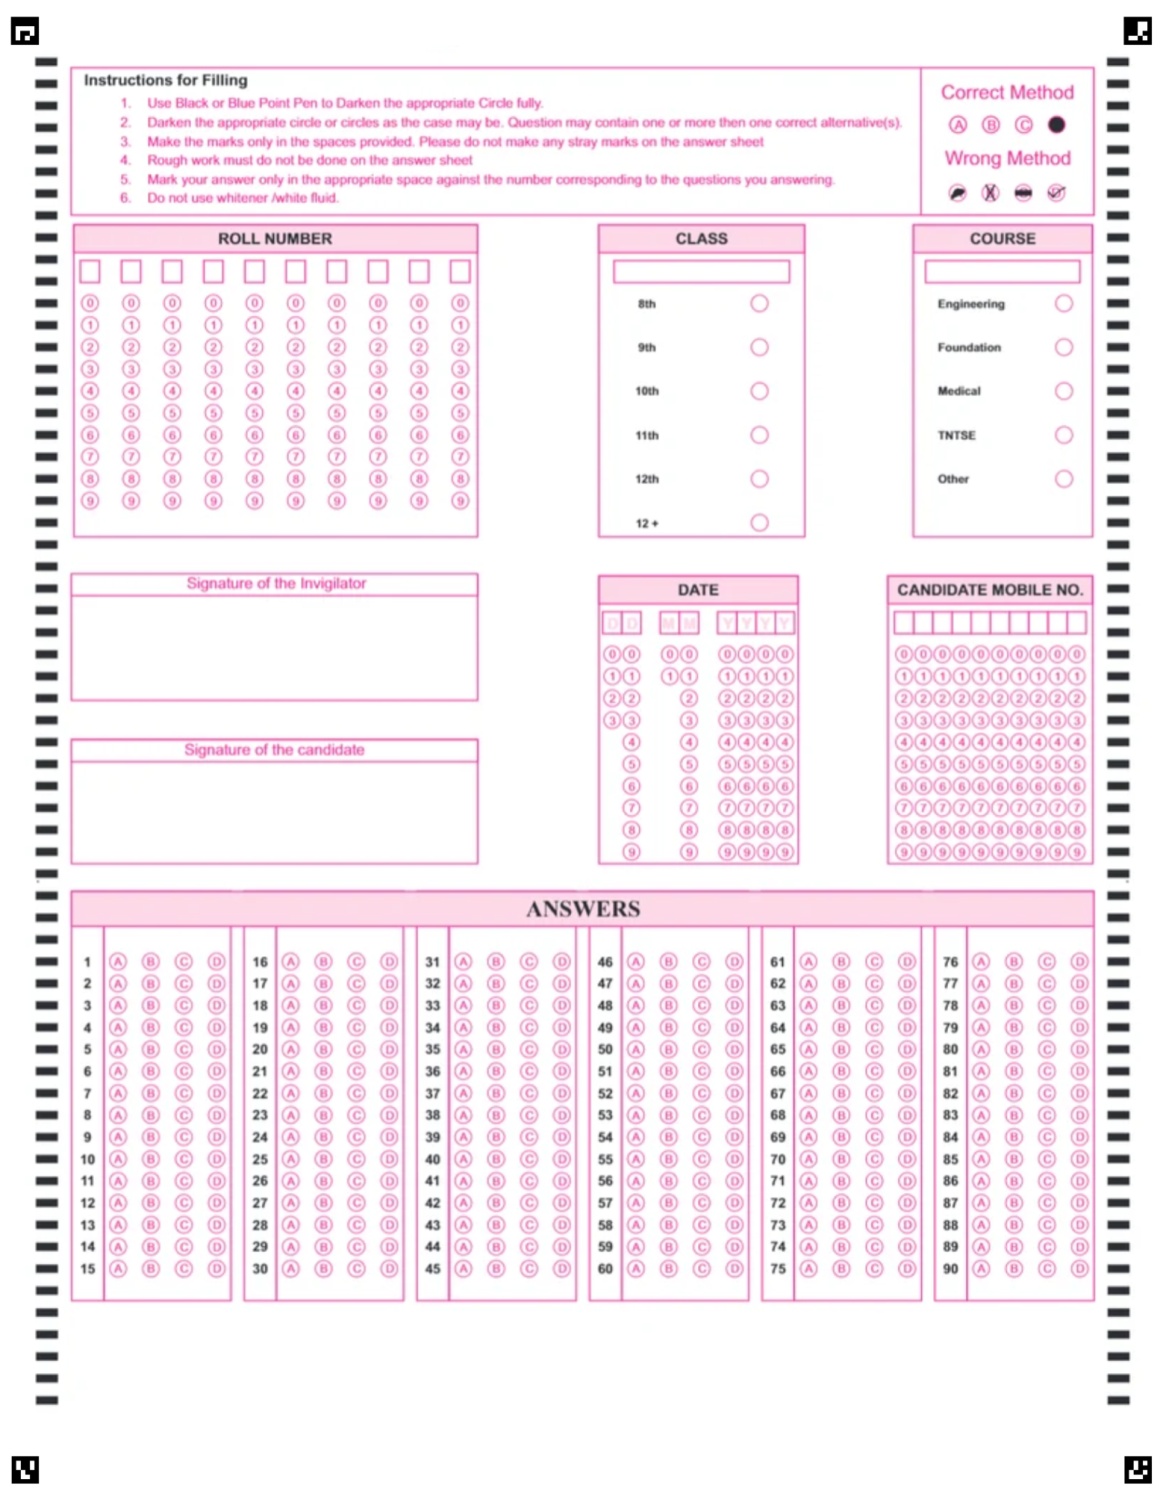 Instructions for Filling
1. Use Black or Blue Point Pen to Darken the appropriate Circle fully.
2. Darken the appropriate circle or circles as the case may be. Question may contain one or more then one correct alternative(s).
3. Make the marks only in the spaces provided. Please do not make any stray marks on the answer sheet
4. Rough work must do not be done on the answer sheet
5. Mark your answer only in the appropriate space against the number corresponding to the questions you answering.
6. Do not use whitener /white fluid.
Correct Method
A B C
Wrong Method
ROLL NUMBER
0 0 0 0 0 0 0 0 0 0
1 1 1 1 1 1 1 1 1 1
2 2 2 2 2 2 2 2 2 2
3 3 3 3 3 3 3 3 3 3
4 4 4 4 4 4 4 4 4 4
5 5 5 5 5 5 5 5 5 5
6 6 6 6 6 6 6 6 6 6
7 7 7 7 7 7 7 7 7 7
8 8 8 8 8 8 8 8 8 8
9 9 9 9 9 9 9 9 9 9
CLASS
8th
9th
10th
11th
12th
12 +
COURSE
Engineering
Foundation
Medical
TNTSE
Other
Signature of the Invigilator
Signature of the candidate
DATE
D D M M Y Y Y Y
0 0 0 0 0 0 0 0
1 1 1 1 1 1 1 1
2 2 2 2 2 2 2
3 3 3 3 3 3 3
4 4 4 4 4 4
5 5 5 5 5 5
6 6 6 6 6 6
7 7 7 7 7 7
8 8 8 8 8 8
9 9 9 9 9 9
CANDIDATE MOBILE NO.
0 0 0 0 0 0 0 0 0 0
1 1 1 1 1 1 1 1 1 1
2 2 2 2 2 2 2 2 2 2
3 3 3 3 3 3 3 3 3 3
4 4 4 4 4 4 4 4 4 4
5 5 5 5 5 5 5 5 5 5
6 6 6 6 6 6 6 6 6 6
7 7 7 7 7 7 7 7 7 7
8 8 8 8 8 8 8 8 8 8
9 9 9 9 9 9 9 9 9 9
ANSWERS
1 A B C D 16 A B C D 31 A B C D 46 A B C D 61 A B C D 76 A B C D
2 A B C D 17 A B C D 32 A B C D 47 A B C D 62 A B C D 77 A B C D
3 A B C D 18 A B C D 33 A B C D 48 A B C D 63 A B C D 78 A B C D
4 A B C D 19 A B C D 34 A B C D 49 A B C D 64 A B C D 79 A B C D
5 A B C D 20 A B C D 35 A B C D 50 A B C D 65 A B C D 80 A B C D
6 A B C D 21 A B C D 36 A B C D 51 A B C D 66 A B C D 81 A B C D
7 A B C D 22 A B C D 37 A B C D 52 A B C D 67 A B C D 82 A B C D
8 A B C D 23 A B C D 38 A B C D 53 A B C D 68 A B C D 83 A B C D
9 A B C D 24 A B C D 39 A B C D 54 A B C D 69 A B C D 84 A B C D
10 A B C D 25 A B C D 40 A B C D 55 A B C D 70 A B C D 85 A B C D
11 A B C D 26 A B C D 41 A B C D 56 A B C D 71 A B C D 86 A B C D
12 A B C D 27 A B C D 42 A B C D 57 A B C D 72 A B C D 87 A B C D
13 A B C D 28 A B C D 43 A B C D 58 A B C D 73 A B C D 88 A B C D
14 A B C D 29 A B C D 44 A B C D 59 A B C D 74 A B C D 89 A B C D
15 A B C D 30 A B C D 45 A B C D 60 A B C D 75 A B C D 90 A B C D